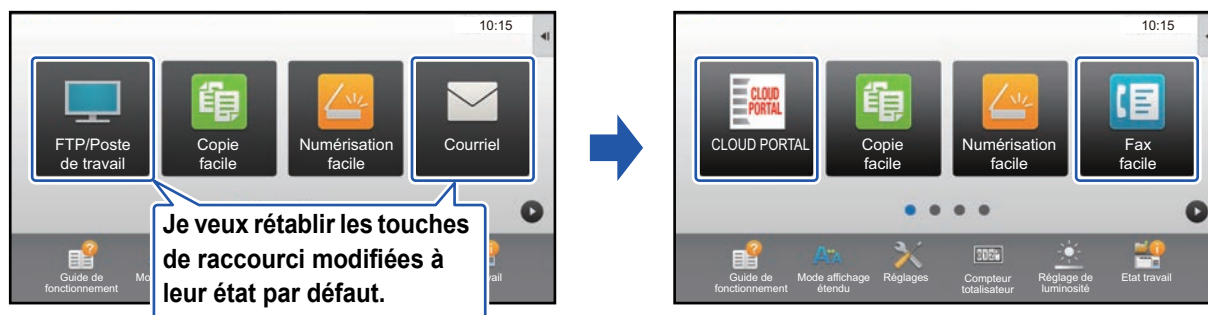 10:15
FTP/Poste
de travail
Copie
facile
Numérisation
facile
Courriel
Je veux rétablir les touches
de raccourci modifiées à
leur état par défaut.
Guide de
fonctionnement
Mo
vail
10:15
CLOUD
PORTAL
CLOUD PORTAL
Copie
facile
Numérisation
facile
Fax
facile
Guide de
fonctionnement
Mode affichage
étendu
Réglages
Compteur
totalisateur
Réglage de
luminosité
Etat travail